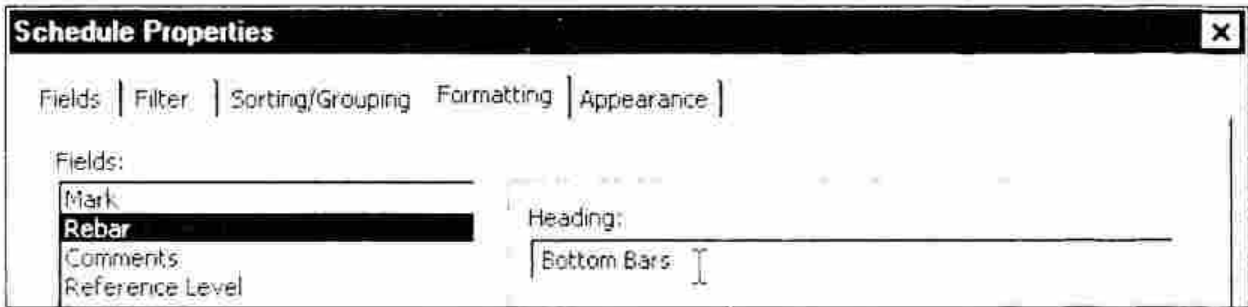 Schedule Properties
Fields Filter Sorting/Grouping Formatting Appearance
Fields:
Mark
Rebar
Comments
Reference Level
Heading:
Bottom Bars